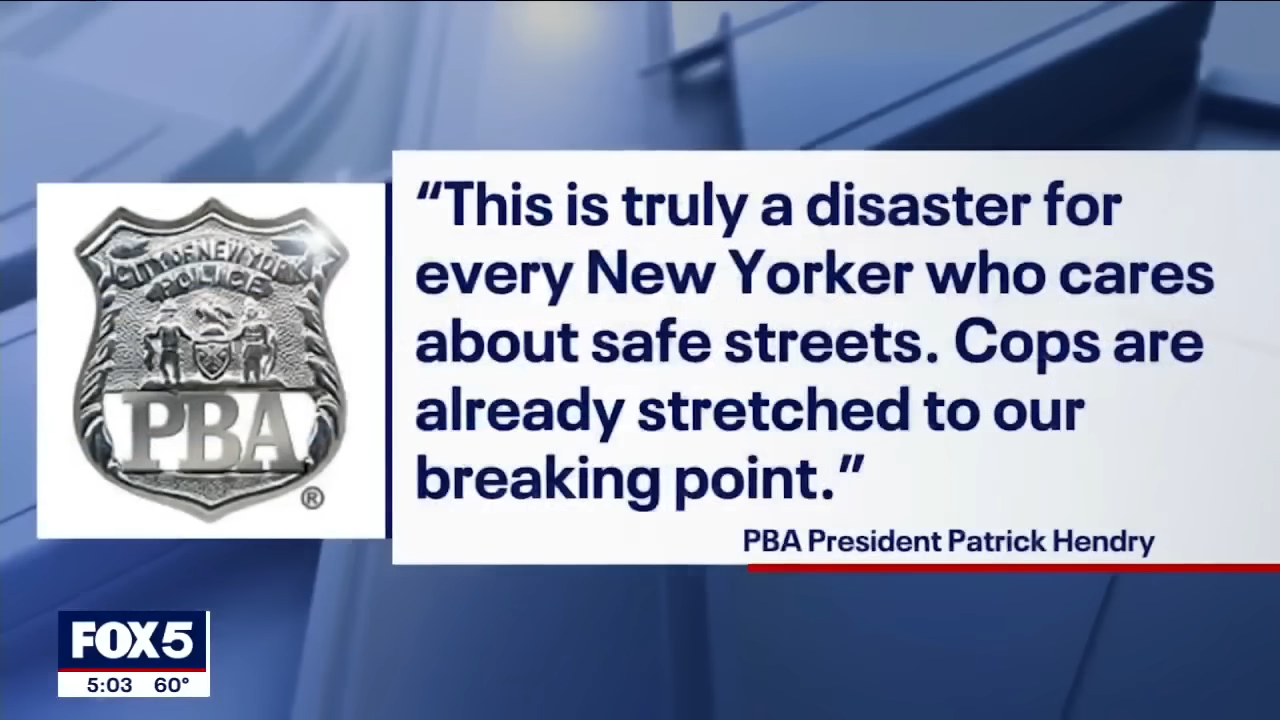 CITY OF NEW YORK
POLICE
PBA
®
“This is truly a disaster for
every New Yorker who cares
about safe streets. Cops are
already stretched to our
breaking point.”
PBA President Patrick Hendry
FOX5
5:03 60°